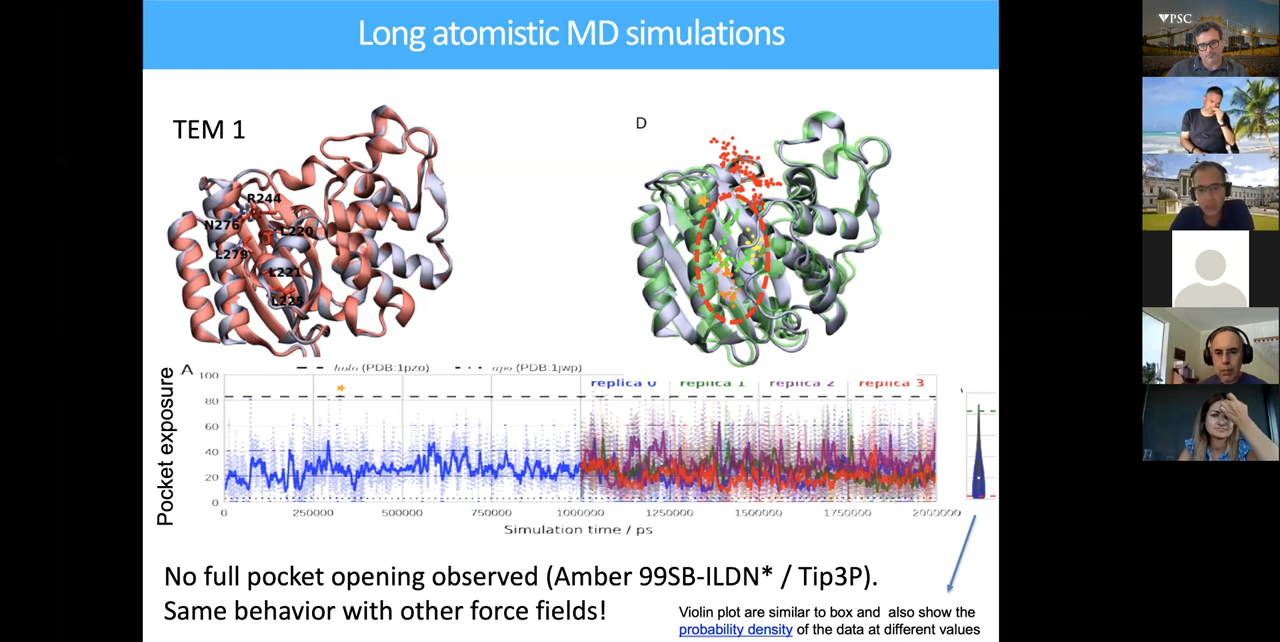 Long atomistic MD simulations
PSC
TEM 1
D
R244
N276
L220
L279
L221
L225
A
holo (PDB:1pzo)
apo (PDB:1jwp)
replica 0
replica 1
replica 2
replica 3
Pocket exposure
100
80
60
40
20
0
0 250000 500000 750000 1000000 1250000 1500000 1750000 2000000
Simulation time / ps
No full pocket opening observed (Amber 99SB-ILDN* / Tip3P).
Same behavior with other force fields!
Violin plot are similar to box and also show the
probability density of the data at different values